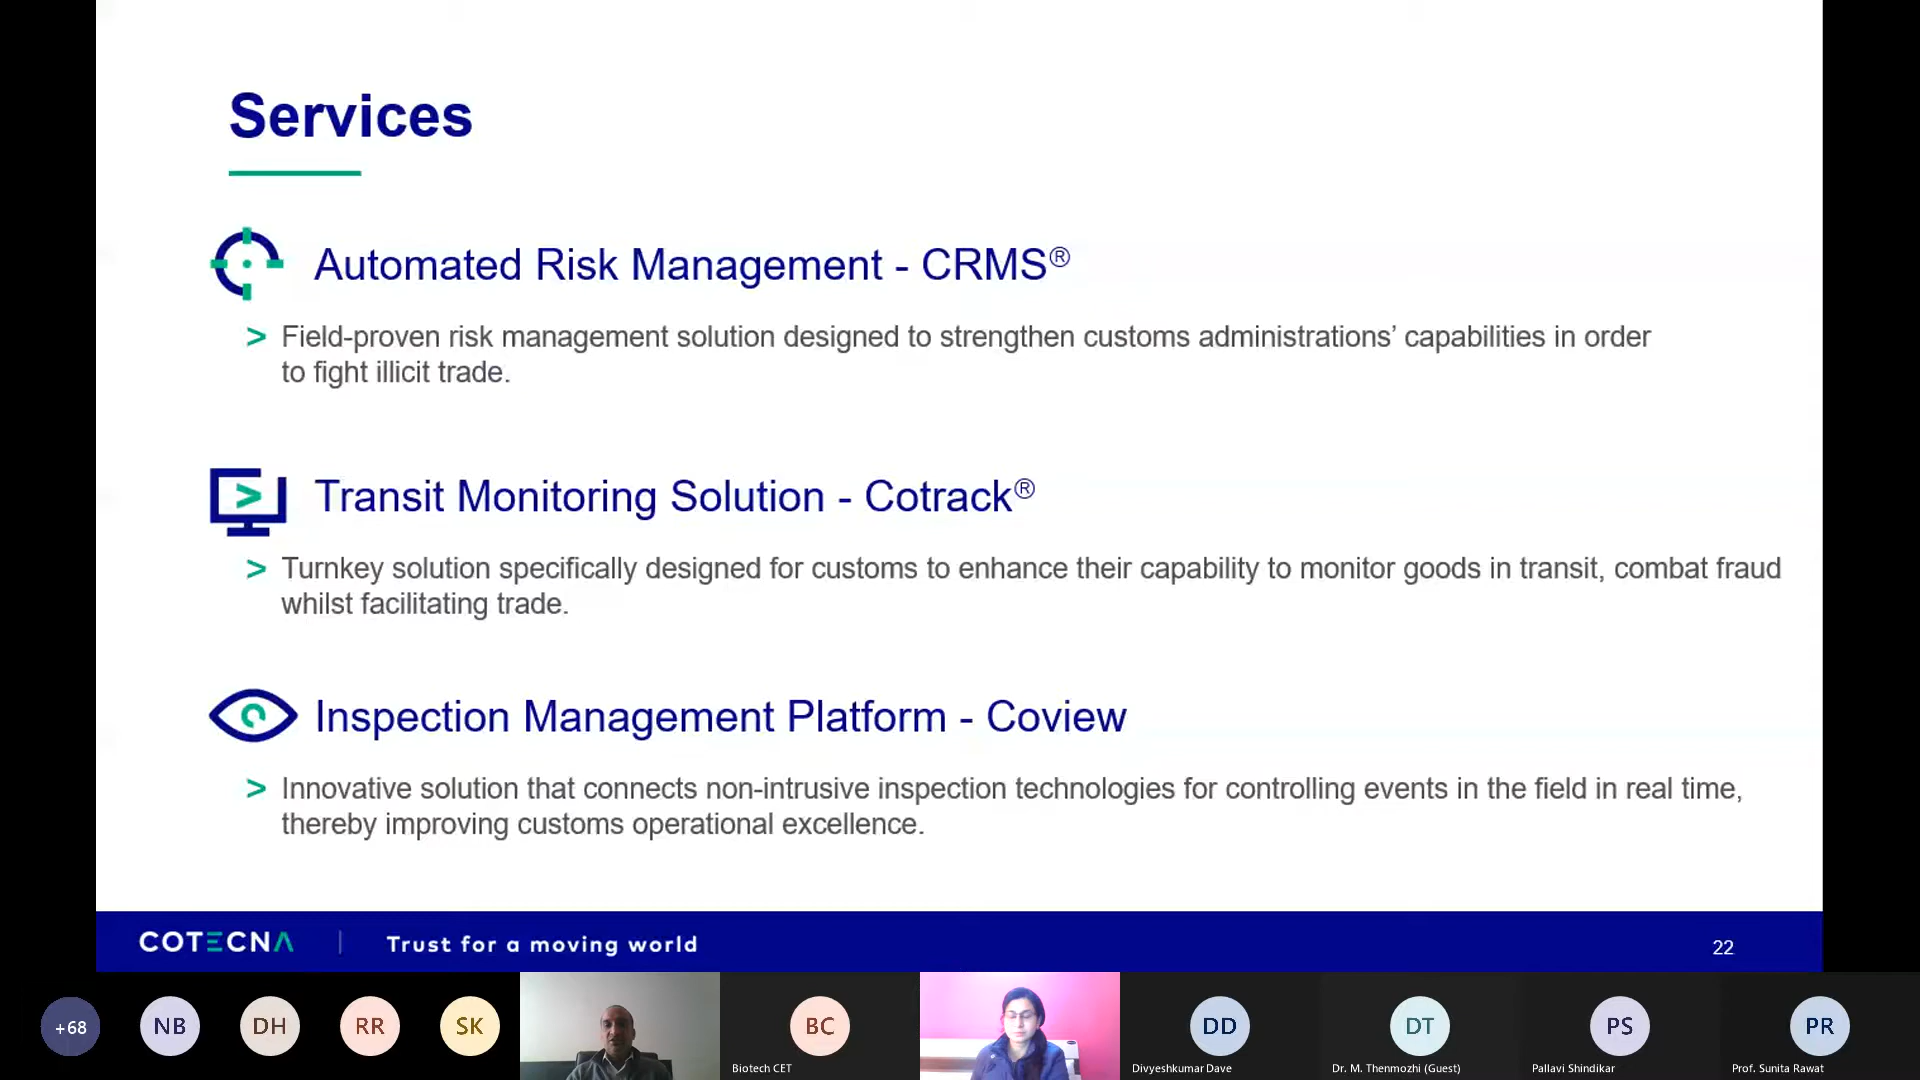 Services
Automated Risk Management - CRMS®
> Field-proven risk management solution designed to strengthen customs administrations’ capabilities in order
to fight illicit trade.
Transit Monitoring Solution - Cotrack®
> Turnkey solution specifically designed for customs to enhance their capability to monitor goods in transit, combat fraud
whilst facilitating trade.
Inspection Management Platform - Coview
> Innovative solution that connects non-intrusive inspection technologies for controlling events in the field in real time,
thereby improving customs operational excellence.
COTECNA | Trust for a moving world 22
+68 NB DH RR SK BC DD DT PS PR
Biotech CET Divyeshkumar Dave Dr. M. Thenmozhi (Guest) Pallavi Shindikar Prof. Sunita Rawat